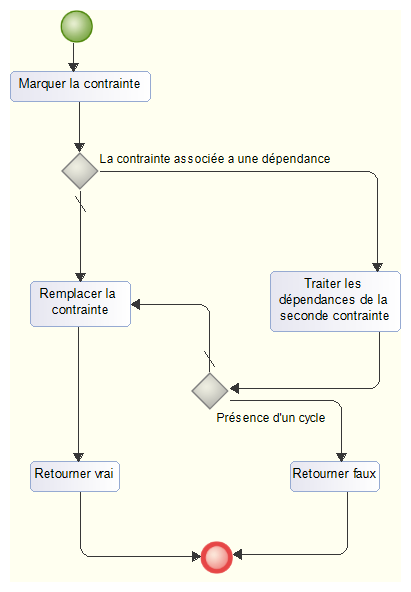 Marquer la contrainte
La contrainte associée a une dépendance
Remplacer la
contrainte
Traiter les
dépendances de la
seconde contrainte
Présence d'un cycle
Retourner vrai
Retourner faux